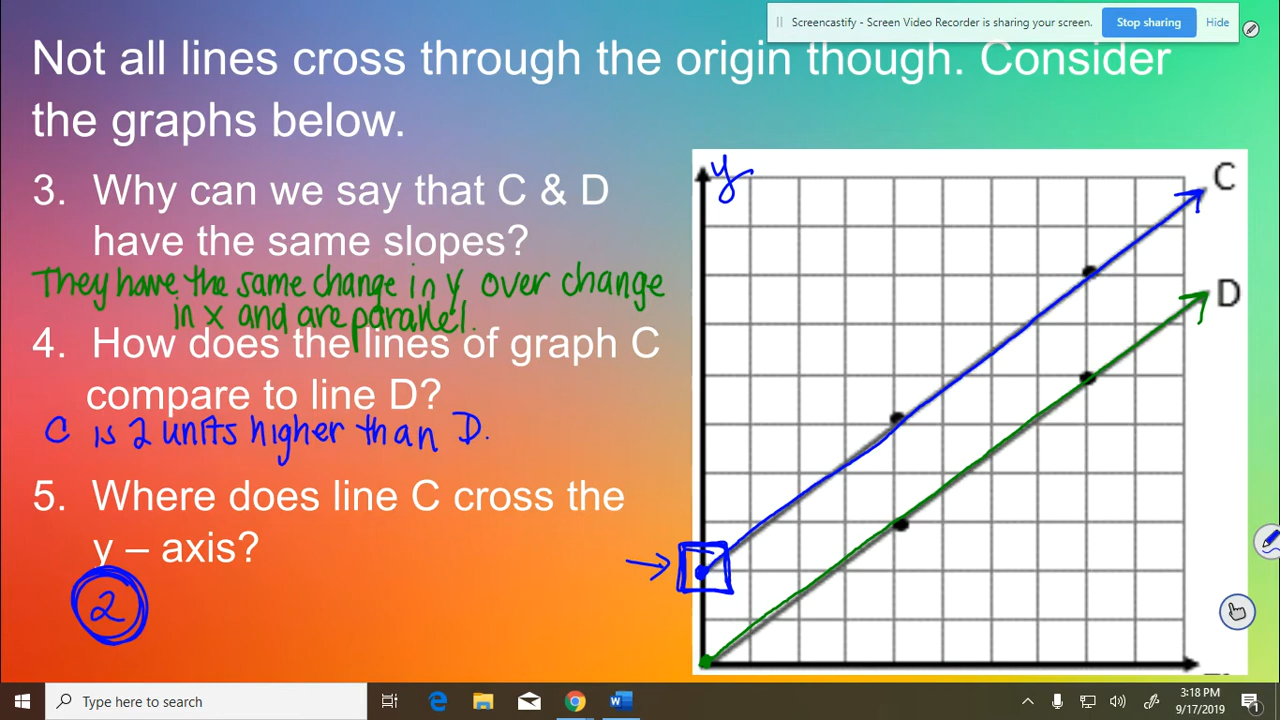 Screencastify - Screen Video Recorder is sharing your screen. Stop sharing Hide
Not all lines cross through the origin though. Consider
the graphs below.
3. Why can we say that C & D
have the same slopes?
They have the same change in y over change
in x and are parallel.
4. How does the lines of graph C
compare to line D?
C is 2 units higher than D.
5. Where does line C cross the
y – axis?
2
y
C
D
Type here to search
3:18 PM
9/17/2019
1